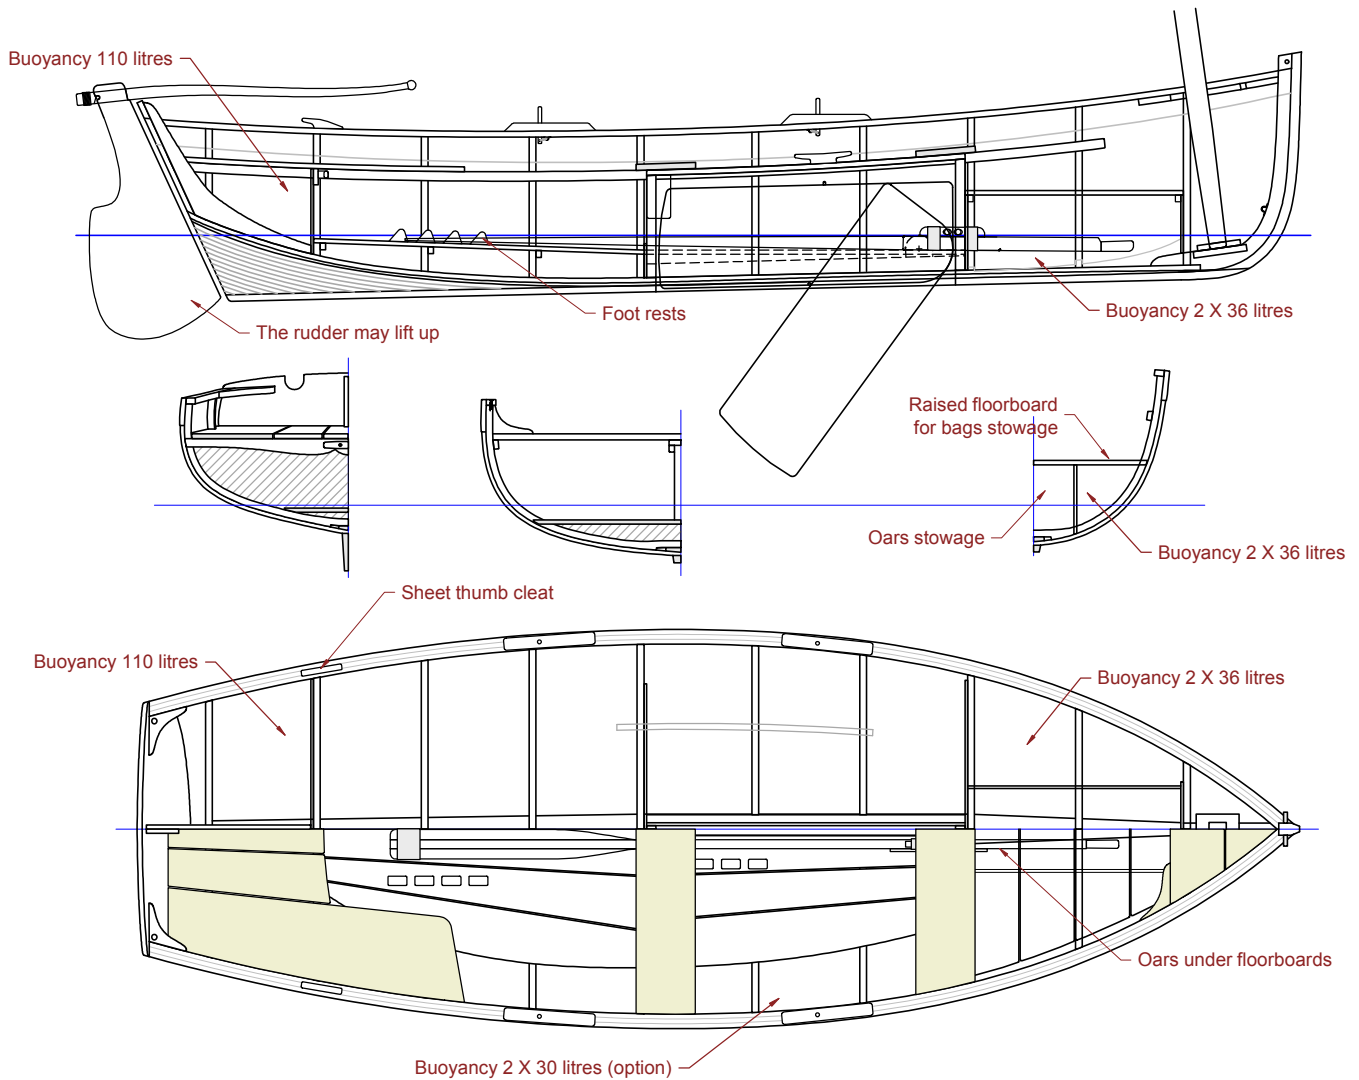 Buoyancy 110 litres
Foot rests
Buoyancy 2 X 36 litres
The rudder may lift up
Raised floorboard
for bags stowage
Oars stowage
Buoyancy 2 X 36 litres
Sheet thumb cleat
Buoyancy 110 litres
Buoyancy 2 X 36 litres
Oars under floorboards
Buoyancy 2 X 30 litres (option)